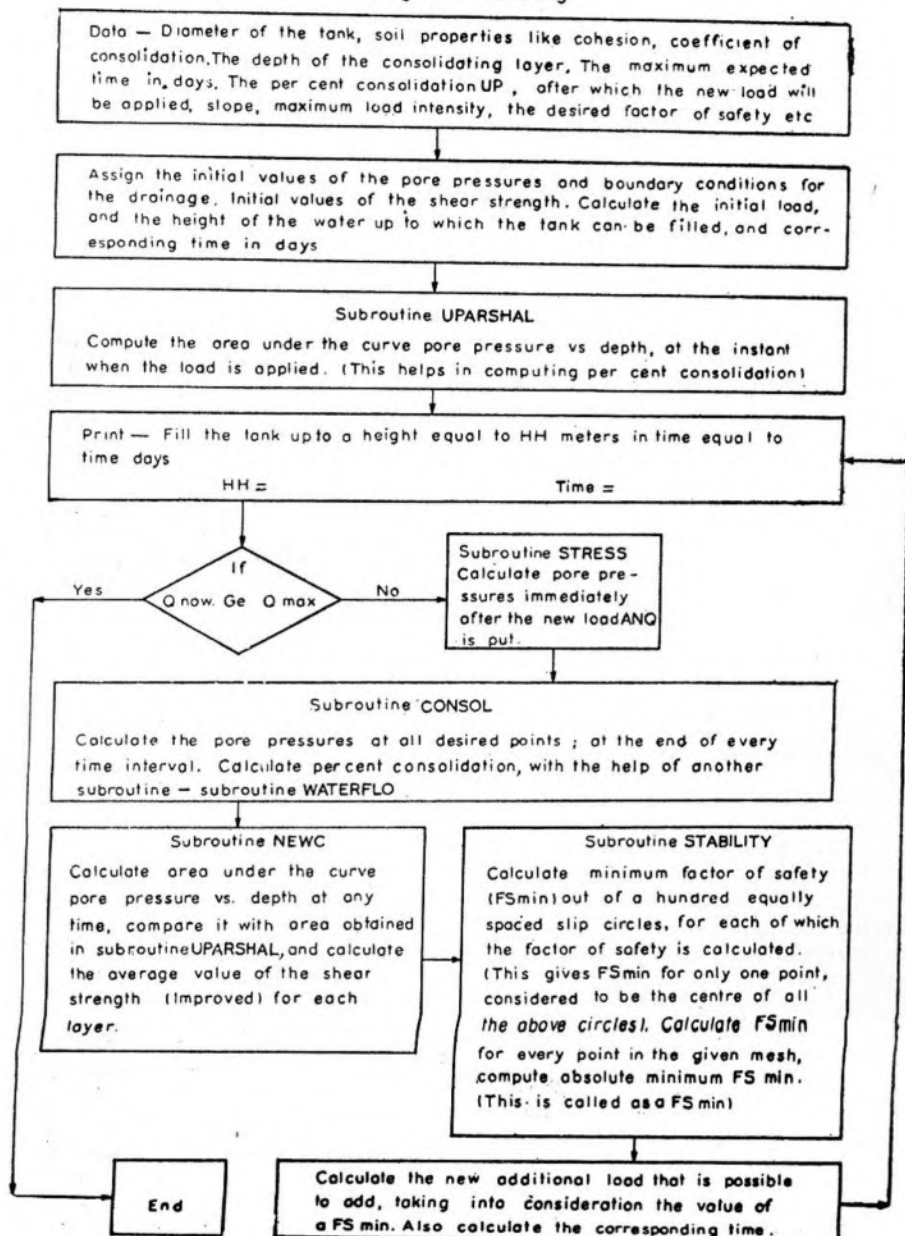 Data — Diameter of the tank, soil properties like cohesion, coefficient of
consolidation.The depth of the consolidating layer. The maximum expected
time in.days. The per cent consolidation UP , after which the new load will
be applied, slope, maximum load intensity, the desired factor of safety etc
Assign the initial values of the pore pressures and boundary conditions for
the drainage. Initial values of the shear strength. Calculate the initial load,
and the height of the water up to which the tank can be filled, and corr-
esponding time in days
Subroutine UPARSHAL
Compute the area under the curve pore pressure vs depth, at the instant
when the load is applied. (This helps in computing per cent consolidation)
Print — Fill the tank upto a height equal to HH meters in time equal to
time days
HH = Time =
If
Yes Q now. Ge Q max No
Subroutine STRESS
Calculate pore pre-
ssures immediately
after the new load ANQ
is put.
Subroutine CONSOL
Calculate the pore pressures at all desired points ; at the end of every
time interval. Calculate per cent consolidation, with the help of another
subroutine — subroutine WATERFLO
Subroutine NEWC
Calculate area under the curve
pore pressure vs. depth at any
time, compare it with area obtained
in subroutine UPARSHAL, and calculate
the average value of the shear
strength (Improved) for each
layer.
Subroutine STABILITY
Calculate minimum factor of safety
(FSmin) out of a hundred equally
spaced slip circles, for each of which
the factor of safety is calculated.
(This gives FSmin for only one point,
considered to be the centre of all
the above circles). Calculate FSmin
for every point in the given mesh,
compute absolute minimum FS min.
(This is called as a FS min)
End
Calculate the new additional load that is possible
to add, taking into consideration the value of
a FS min. Also calculate the corresponding time.